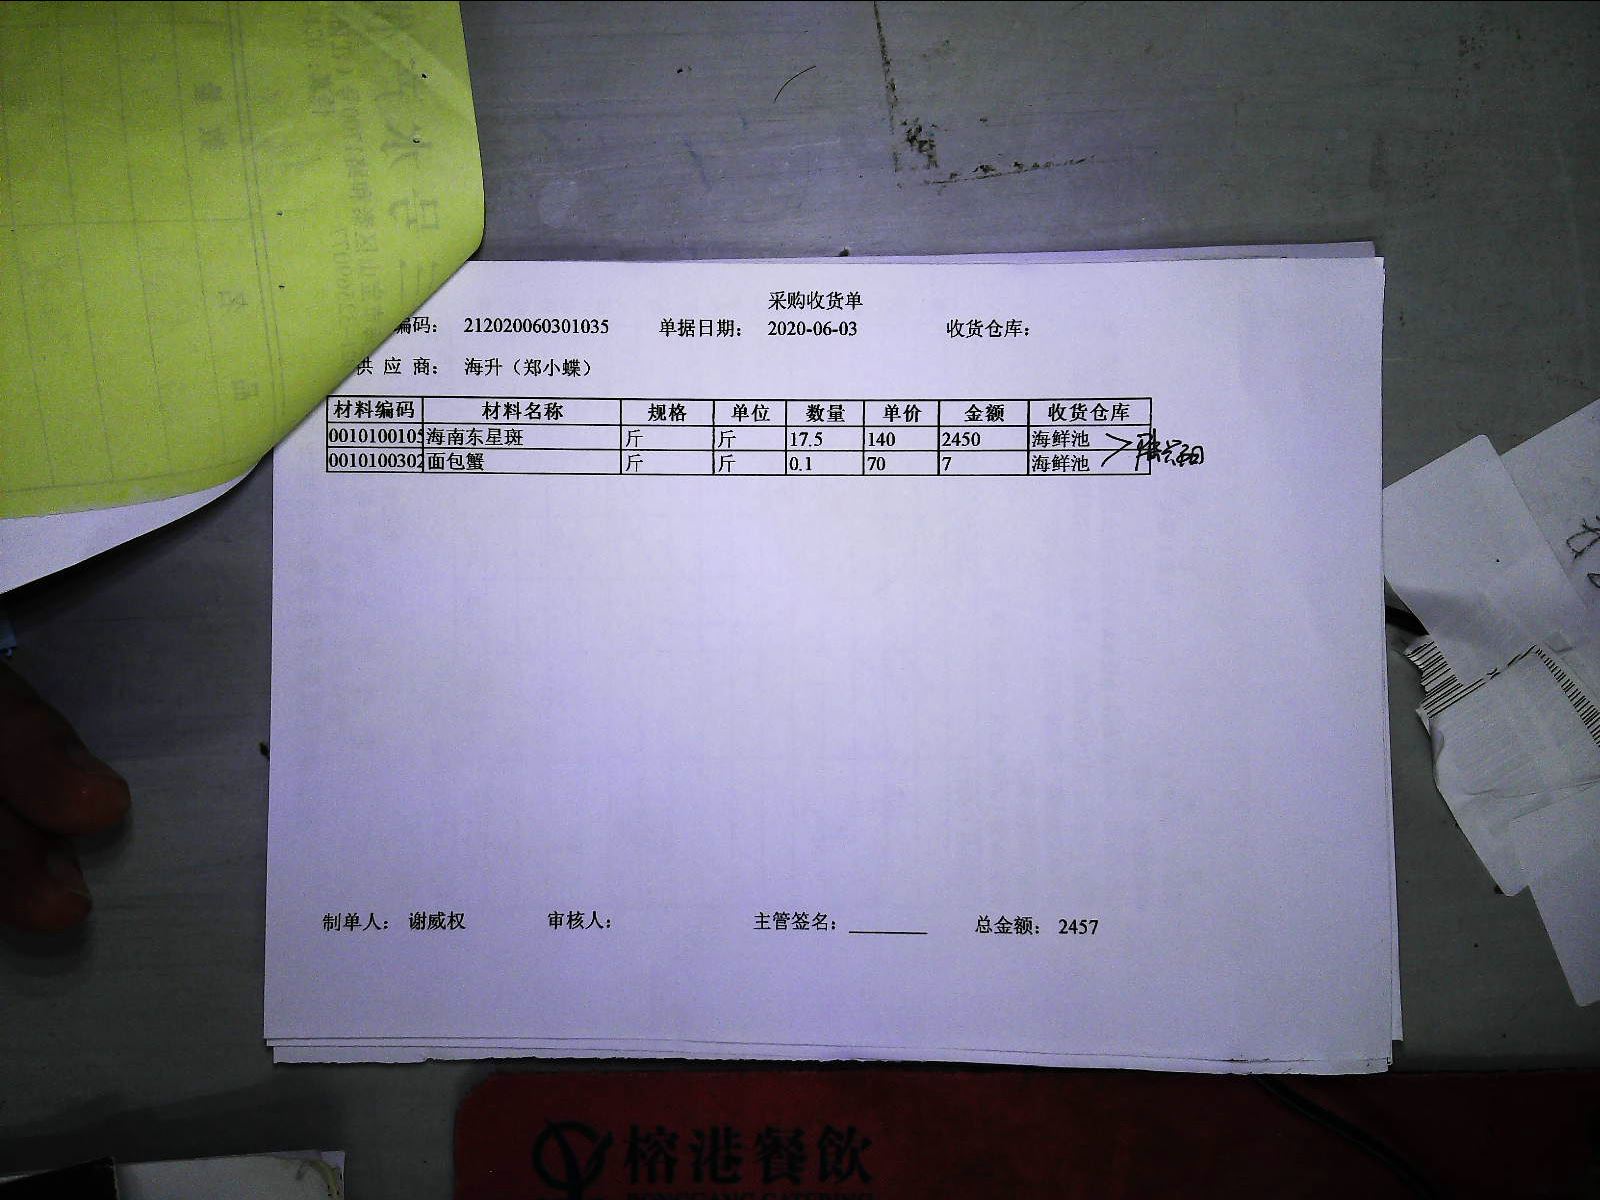 采购收货单
编码： 212020060301035 单据日期： 2020-06-03 收货仓库：
供 应 商： 海升（郑小蝶）
材料编码 材料名称 规格 单位 数量 单价 金额 收货仓库
0010100105 海南东星斑 斤 斤 17.5 140 2450 海鲜池
0010100302 面包蟹 斤 斤 0.1 70 7 海鲜池
制单人： 谢威权 审核人： 主管签名： 总金额： 2457
榕港餐飲